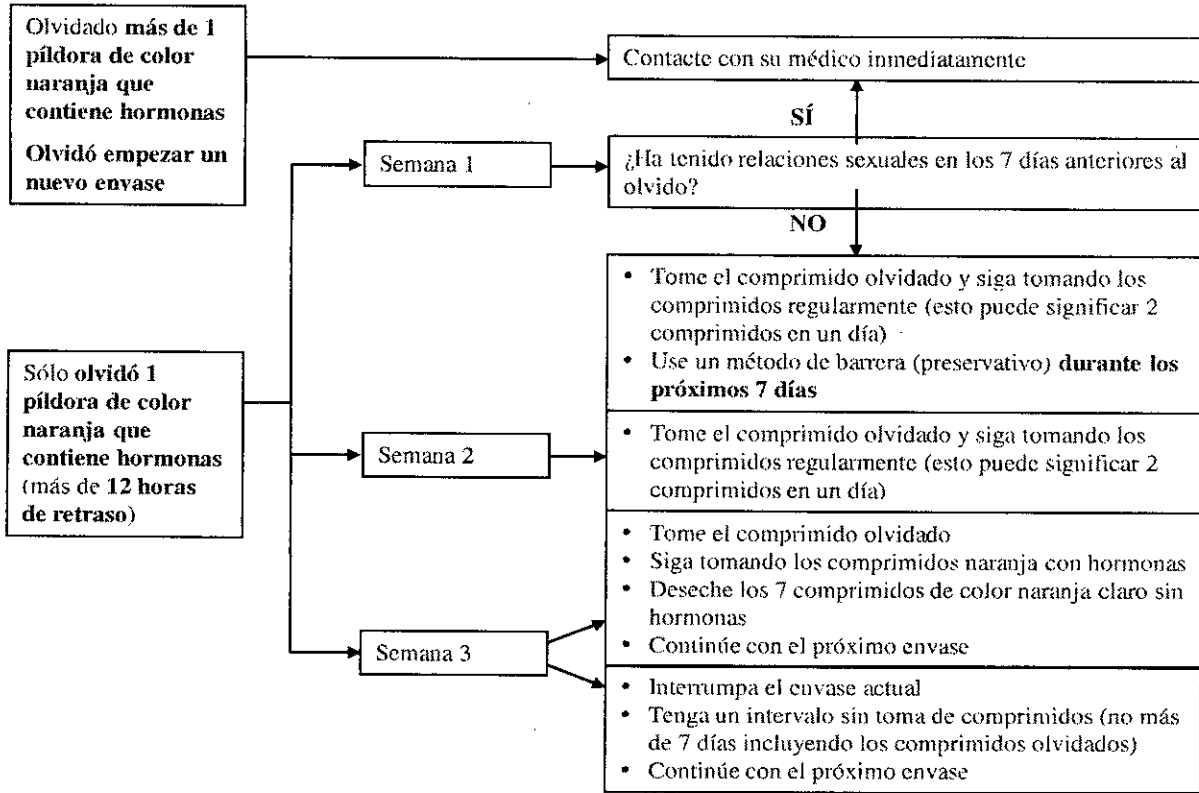 Olvidado más de 1
píldora de color
naranja que
contiene hormonas
Olvidó empezar un
nuevo envase
Contacte con su médico inmediatamente
SÍ
Semana 1
¿Ha tenido relaciones sexuales en los 7 días anteriores al
olvido?
NO
• Tome el comprimido olvidado y siga tomando los
comprimidos regularmente (esto puede significar 2
comprimidos en un día)
• Use un método de barrera (preservativo) durante los
próximos 7 días
Sólo olvidó 1
píldora de color
naranja que
contiene hormonas
(más de 12 horas
de retraso)
Semana 2
• Tome el comprimido olvidado y siga tomando los
comprimidos regularmente (esto puede significar 2
comprimidos en un día)
Semana 3
• Tome el comprimido olvidado
• Siga tomando los comprimidos naranja con hormonas
• Deseche los 7 comprimidos de color naranja claro sin
hormonas
• Continúe con el próximo envase
• Interrumpa el envase actual
• Tenga un intervalo sin toma de comprimidos (no más
de 7 días incluyendo los comprimidos olvidados)
• Continúe con el próximo envase